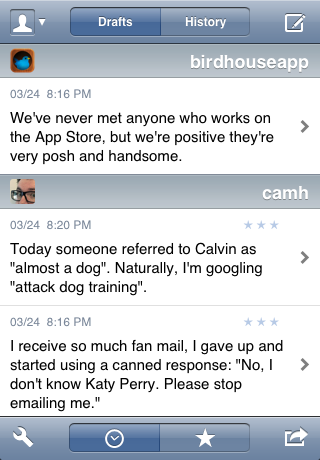 Drafts
History
birdhouseapp
03/24 8:16 PM
We've never met anyone who works on
the App Store, but we're positive they're
very posh and handsome.
camh
03/24 8:20 PM
Today someone referred to Calvin as
"almost a dog". Naturally, I'm googling
"attack dog training".
03/24 8:16 PM
I receive so much fan mail, I gave up and
started using a canned response: "No, I
don't know Katy Perry. Please stop
emailing me."